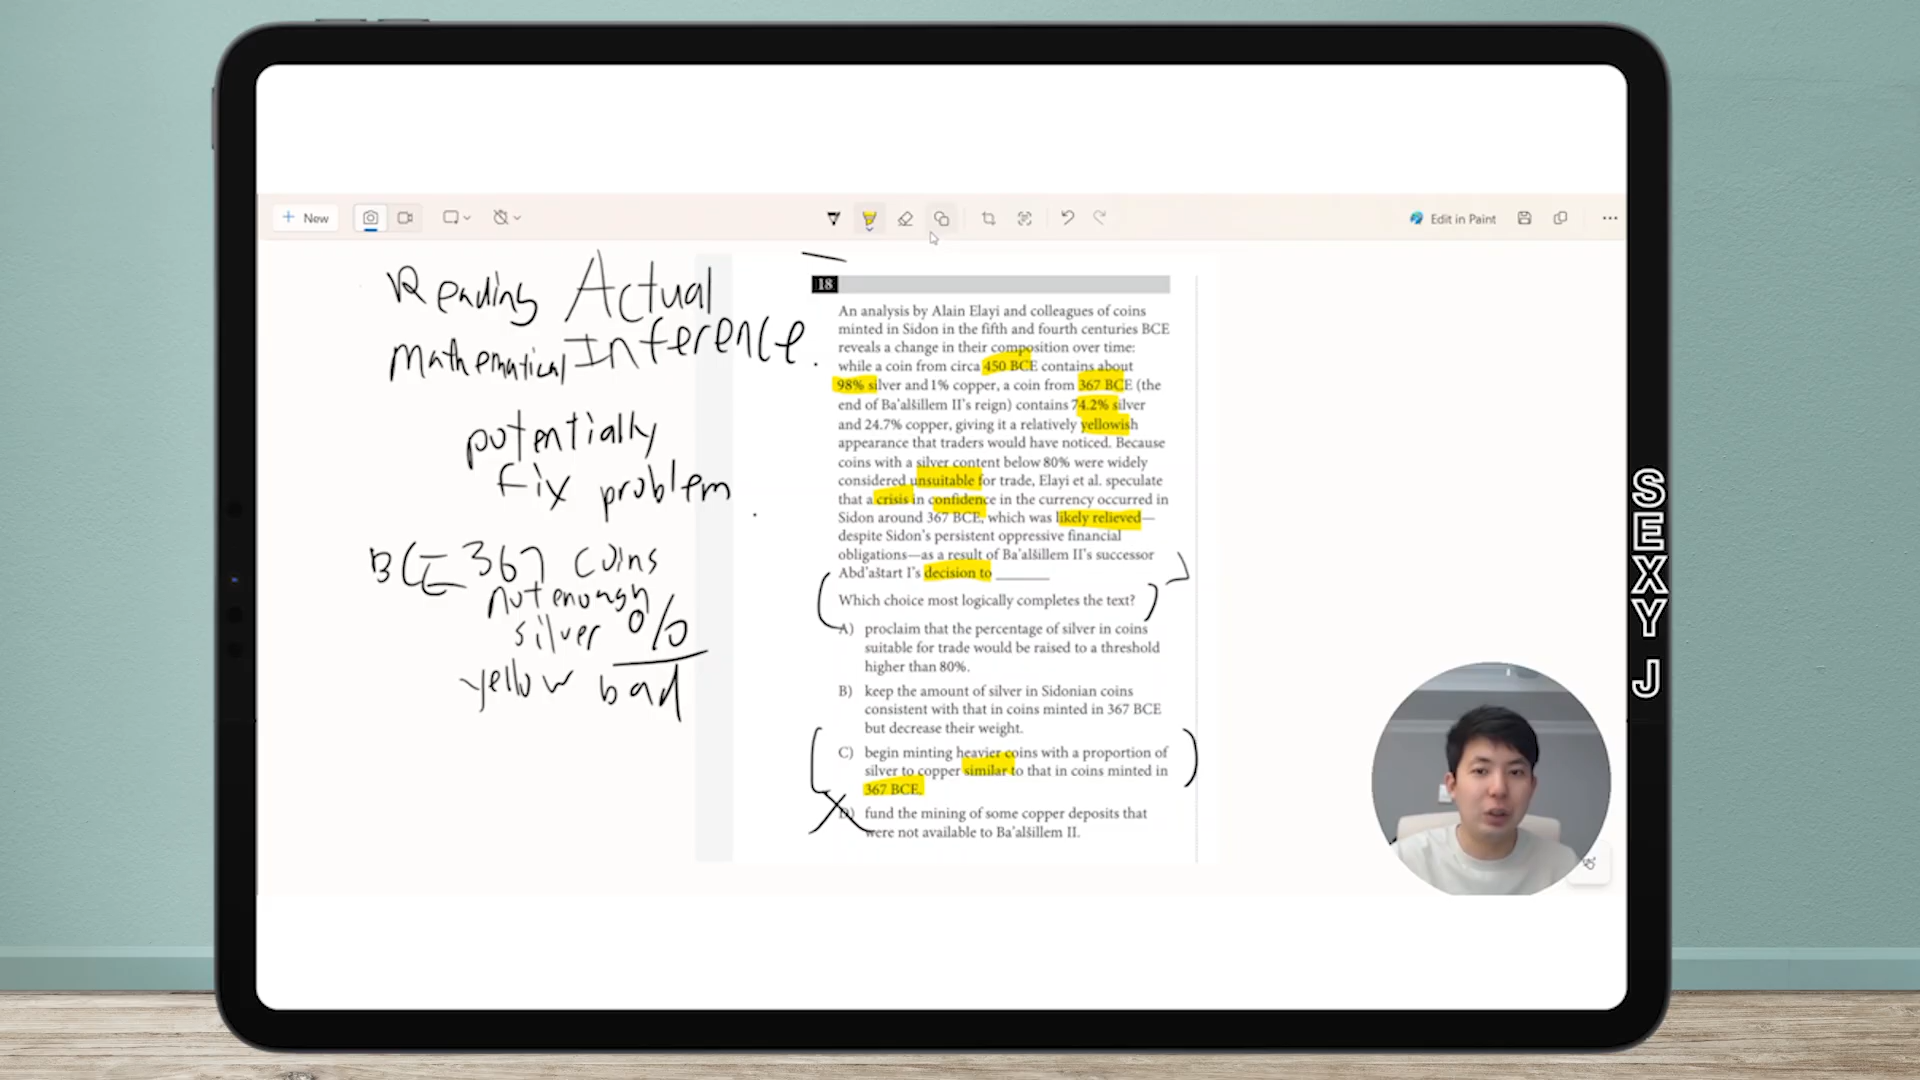 New
Edit in Paint
Reading Actual
Mathematical Inference.
potentially
fix problem
BCE 367 coins
not enough
silver %
yellow bad
18
An analysis by Alain Elayi and colleagues of coins
minted in Sidon in the fifth and fourth centuries BCE
reveals a change in their composition over time:
while a coin from circa 450 BCE contains about
98% silver and 1% copper, a coin from 367 BCE (the
end of Ba'alšillem II's reign) contains 74.2% silver
and 24.7% copper, giving it a relatively yellowish
appearance that traders would have noticed. Because
coins with a silver content below 80% were widely
considered unsuitable for trade, Elayi et al. speculate
that a crisis in confidence in the currency occurred in
Sidon around 367 BCE, which was likely relieved—
despite Sidon's persistent oppressive financial
obligations—as a result of Ba'alšillem II's successor
Abd'aštart I's decision to ______
Which choice most logically completes the text?
A) proclaim that the percentage of silver in coins
suitable for trade would be raised to a threshold
higher than 80%.
B) keep the amount of silver in Sidonian coins
consistent with that in coins minted in 367 BCE
but decrease their weight.
C) begin minting heavier coins with a proportion of
silver to copper similar to that in coins minted in
367 BCE.
D) fund the mining of some copper deposits that
were not available to Ba'alšillem II.
SEXY J